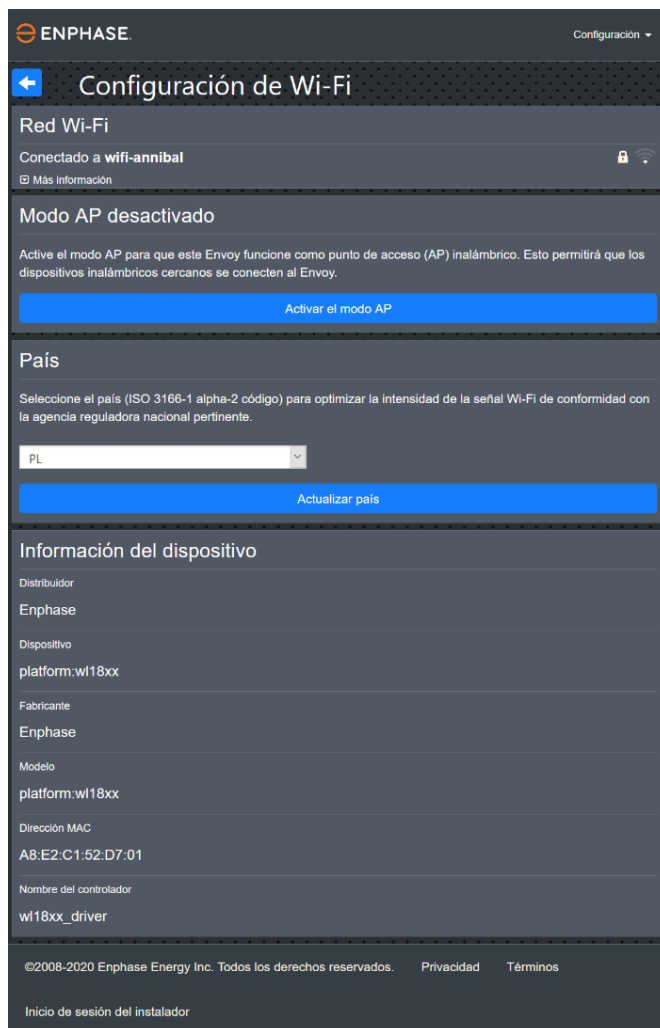 ENPHASE.
Configuración
Configuración de Wi-Fi
Red Wi-Fi
Conectado a wifi-annibal
Más información
Modo AP desactivado
Active el modo AP para que este Envoy funcione como punto de acceso (AP) inalámbrico. Esto permitirá que los
dispositivos inalámbricos cercanos se conecten al Envoy.
Activar el modo AP
País
Seleccione el país (ISO 3166-1 alpha-2 código) para optimizar la intensidad de la señal Wi-Fi de conformidad con
la agencia reguladora nacional pertinente.
PL
Actualizar país
Información del dispositivo
Distribuidor
Enphase
Dispositivo
platform:wl18xx
Fabricante
Enphase
Modelo
platform:wl18xx
Dirección MAC
A8:E2:C1:52:D7:01
Nombre del controlador
wl18xx_driver
©2008-2020 Enphase Energy Inc. Todos los derechos reservados. Privacidad Términos
Inicio de sesión del instalador